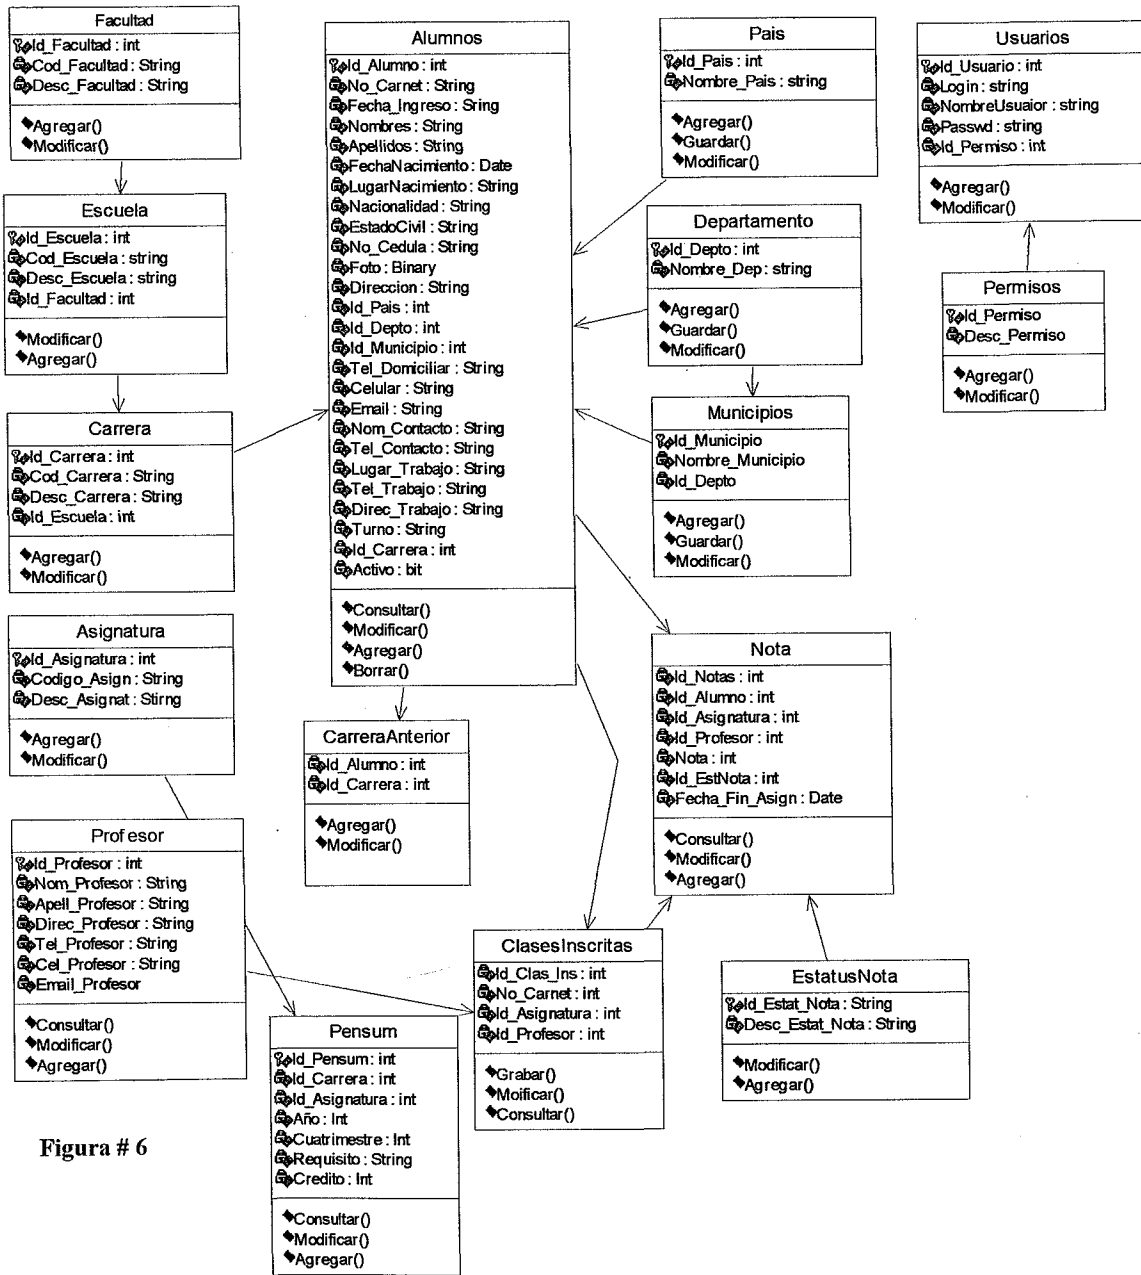 Facultad
Id_Facultad : int
Cod_Facultad : String
Desc_Facultad : String
Agregar()
Modificar()
Escuela
Id_Escuela : int
Cod_Escuela : string
Desc_Escuela : string
Id_Facultad : int
Modificar()
Agregar()
Carrera
Id_Carrera : int
Cod_Carrera : String
Desc_Carrera : String
Id_Escuela : int
Agregar()
Modificar()
Asignatura
Id_Asignatura : int
Codigo_Asign : String
Desc_Asignat : Stirng
Agregar()
Modificar()
Profesor
Id_Profesor : int
Nom_Profesor : String
Apell_Profesor : String
Direc_Profesor : String
Tel_Profesor : String
Cel_Profesor : String
Email_Profesor
Consultar()
Modificar()
Agregar()
Alumnos
Id_Alumno : int
No_Carnet : String
Fecha_Ingreso : Sring
Nombres : String
Apellidos : String
FechaNacimiento : Date
LugarNacimiento : String
Nacionalidad : String
EstadoCivil : String
No_Cedula : String
Foto : Binary
Direccion : String
Id_Pais : int
Id_Depto : int
Id_Municipio : int
Tel_Domiciliar : String
Celular : String
Email : String
Nom_Contacto : String
Tel_Contacto : String
Lugar_Trabajo : String
Tel_Trabajo : String
Direc_Trabajo : String
Turno : String
Id_Carrera : int
Activo : bit
Consultar()
Modificar()
Agregar()
Borrar()
CarreraAnterior
Id_Alumno : int
Id_Carrera : int
Agregar()
Modificar()
Pensum
Id_Pensum : int
Id_Carrera : int
Id_Asignatura : int
Año : Int
Cuatrimestre : Int
Requisito : String
Credito : Int
Consultar()
Modificar()
Agregar()
ClasesInscritas
Id_Clas_Ins : int
No_Carnet : int
Id_Asignatura : int
Id_Profesor : int
Grabar()
Moificar()
Consultar()
Pais
Id_Pais : int
Nombre_Pais : string
Agregar()
Guardar()
Modificar()
Departamento
Id_Depto : int
Nombre_Dep : string
Agregar()
Guardar()
Modificar()
Municipios
Id_Municipio
Nombre_Municipio
Id_Depto
Agregar()
Guardar()
Modificar()
Nota
Id_Notas : int
Id_Alumno : int
Id_Asignatura : int
Id_Profesor : int
Nota : int
Id_EstNota : int
Fecha_Fin_Asign : Date
Consultar()
Modificar()
Agregar()
EstatusNota
Id_Estat_Nota : String
Desc_Estat_Nota : String
Modificar()
Agregar()
Usuarios
Id_Usuario : int
Login : string
NombreUsuaior : string
Passwd : string
Id_Permiso : int
Agregar()
Modificar()
Permisos
Id_Permiso
Desc_Permiso
Agregar()
Modificar()
Figura # 6